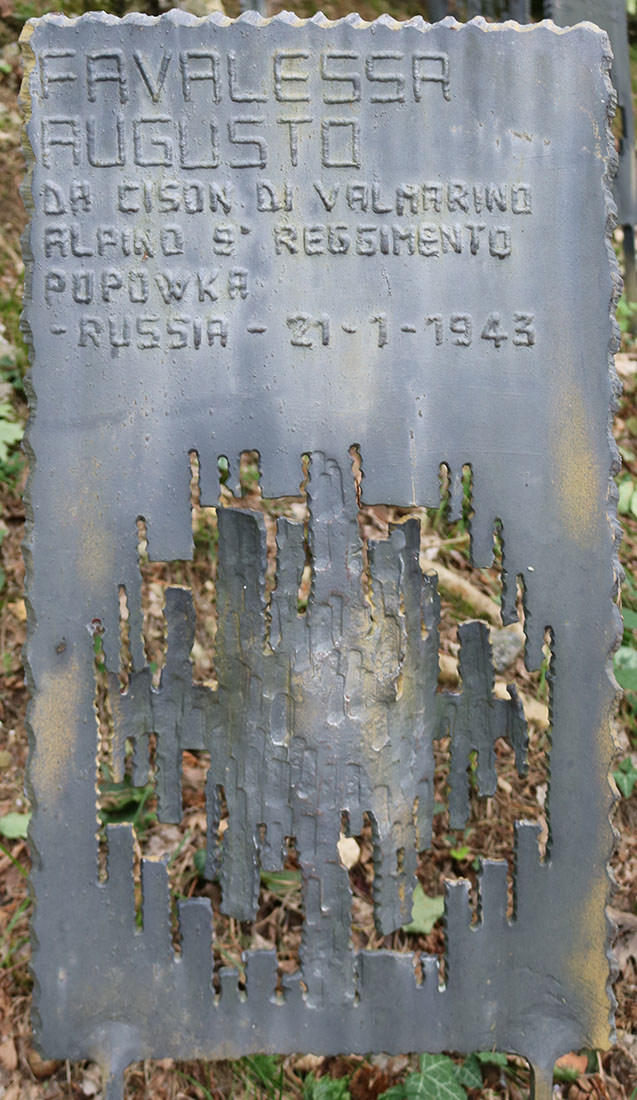 FAVALESSA
AUGUSTO
DA CISON DI VALMARINO
ALPINO 9° REGGIMENTO
POPOWKA
- RUSSIA - 21-1-1943